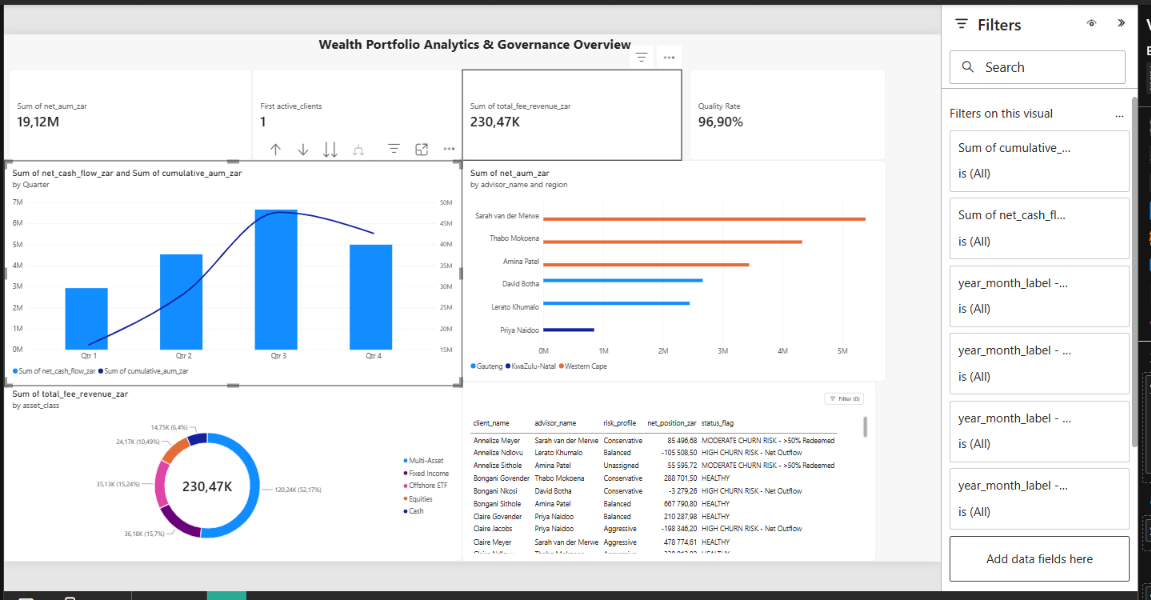 Wealth Portfolio Analytics & Governance Overview
Sum of net_aum_zar
19,12M
First active_clients
1
Sum of total_fee_revenue_zar
230,47K
Quality Rate
96,90%
Sum of net_cash_flow_zar and Sum of cumulative_aum_zar
by Quarter
7M
6M
5M
4M
3M
2M
1M
0M
50M
45M
40M
35M
30M
25M
20M
15M
Qtr 1 Qtr 2 Qtr 3 Qtr 4
Sum of net_cash_flow_zar Sum of cumulative_aum_zar
Sum of net_aum_zar
by advisor_name and region
Sarah van der Merwe
Thabo Mokoena
Amina Patel
David Botha
Lerato Khumalo
Priya Naidoo
0M 1M 2M 3M 4M 5M
Gauteng KwaZulu-Natal Western Cape
Sum of total_fee_revenue_zar
by asset_class
14,75K (6,4%)
24,17K (10,49%)
35,13K (15,24%)
36,18K (15,7%)
120,24K (52,17%)
230,47K
Multi-Asset
Fixed Income
Offshore ETF
Equities
Cash
Filter (0)
client_name advisor_name risk_profile net_position_zar status_flag
Annelize Meyer Sarah van der Merwe Conservative 85 496,68 MODERATE CHURN RISK - >50% Redeemed
Annelize Ndlovu Lerato Khumalo Balanced -105 508,50 HIGH CHURN RISK - Net Outflow
Annelize Sithole Amina Patel Unassigned 55 595,72 MODERATE CHURN RISK - >50% Redeemed
Bongani Govender Thabo Mokoena Conservative 288 701,50 HEALTHY
Bongani Nkosi David Botha Conservative -3 279,26 HIGH CHURN RISK - Net Outflow
Bongani Sithole Amina Patel Balanced 667 790,80 HEALTHY
Claire Govender Priya Naidoo Balanced 210 287,98 HEALTHY
Claire Jacobs Priya Naidoo Aggressive -198 346,20 HIGH CHURN RISK - Net Outflow
Claire Meyer Sarah van der Merwe Aggressive 478 774,61 HEALTHY
Filters
Search
Filters on this visual
...
Sum of cumulative_...
is (All)
Sum of net_cash_fl...
is (All)
year_month_label -...
is (All)
year_month_label - ...
is (All)
year_month_label -...
is (All)
year_month_label -...
is (All)
Add data fields here